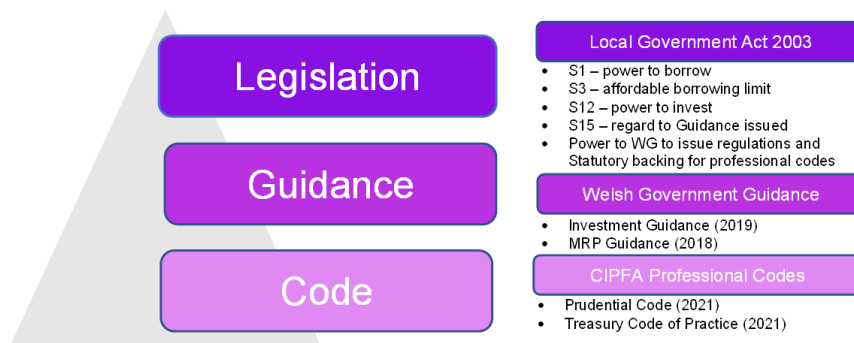 Legislation
Guidance
Code
Local Government Act 2003
• S1 – power to borrow
• S3 – affordable borrowing limit
• S12 – power to invest
• S15 – regard to Guidance issued
• Power to WG to issue regulations and
Statutory backing for professional codes
Welsh Government Guidance
• Investment Guidance (2019)
• MRP Guidance (2018)
CIPFA Professional Codes
• Prudential Code (2021)
• Treasury Code of Practice (2021)